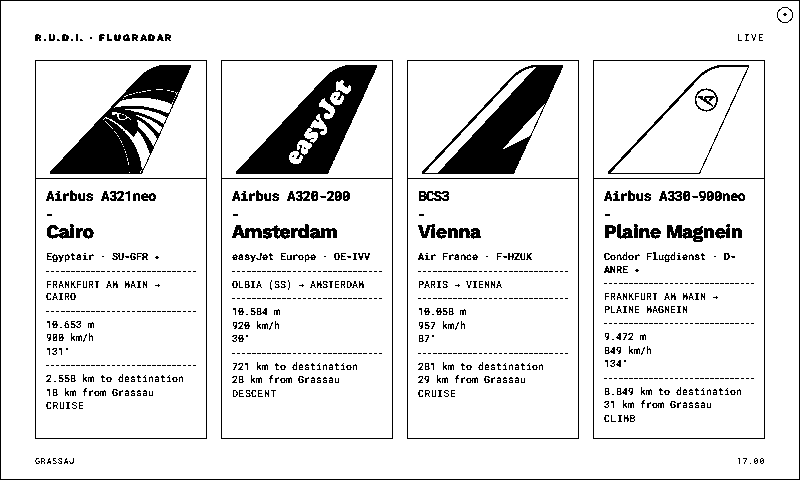 R.U.D.I. · FLUGRADAR
LIVE
easyJet
Airbus A321neo
-
Cairo
Egyptair · SU-GFR ✦
FRANKFURT AM MAIN →
CAIRO
10.653 m
900 km/h
131°
2.558 km to destination
18 km from Grassau
CRUISE
Airbus A320-200
-
Amsterdam
easyJet Europe · OE-IVV
OLBIA (SS) → AMSTERDAM
10.584 m
920 km/h
30°
721 km to destination
28 km from Grassau
DESCENT
BCS3
-
Vienna
Air France · F-HZUK
PARIS → VIENNA
10.058 m
957 km/h
87°
281 km to destination
29 km from Grassau
CRUISE
Airbus A330-900neo
-
Plaine Magnein
Condor Flugdienst · D-
ANRE ✦
FRANKFURT AM MAIN →
PLAINE MAGNEIN
9.472 m
849 km/h
134°
8.849 km to destination
31 km from Grassau
CLIMB
GRASSAU
17.00